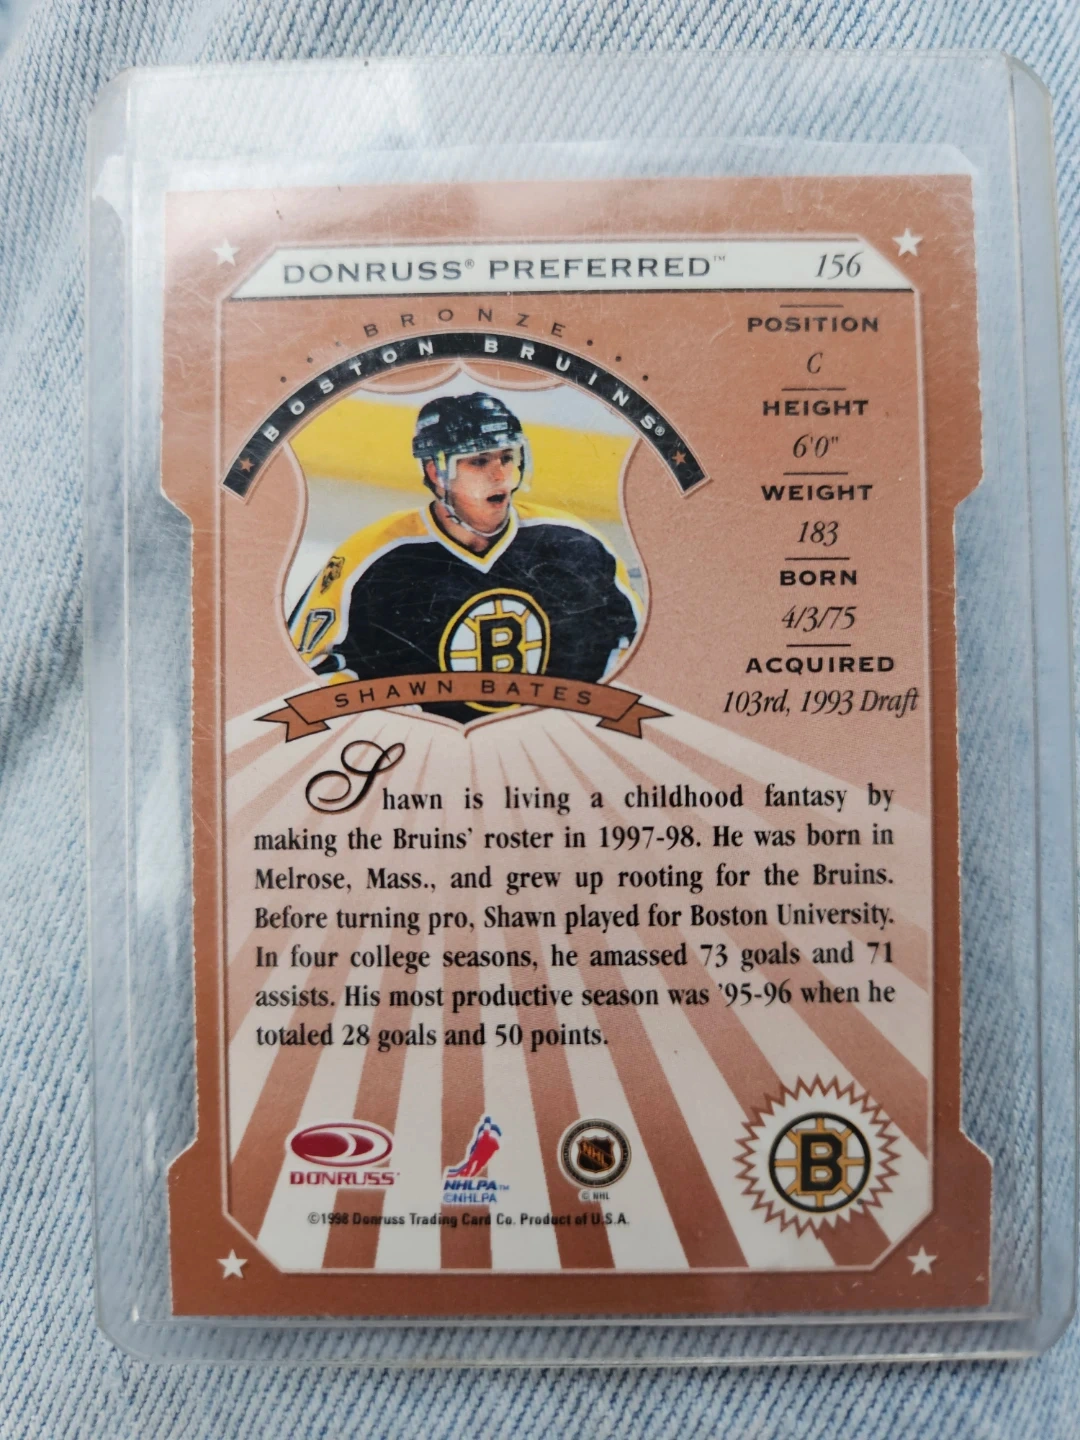 DONRUSS® PREFERRED™ 156
BRONZE
BOSTON BRUINS®
POSITION
C
HEIGHT
6'0"
WEIGHT
183
BORN
4/3/75
ACQUIRED
103rd, 1993 Draft
17
B
SHAWN BATES
Shawn is living a childhood fantasy by
making the Bruins' roster in 1997-98. He was born in
Melrose, Mass., and grew up rooting for the Bruins.
Before turning pro, Shawn played for Boston University.
In four college seasons, he amassed 73 goals and 71
assists. His most productive season was '95-96 when he
totaled 28 goals and 50 points.
DONRUSS®
NHLPA™
©NHLPA
NHL
© NHL
B
©1998 Donruss Trading Card Co. Product of U.S.A.